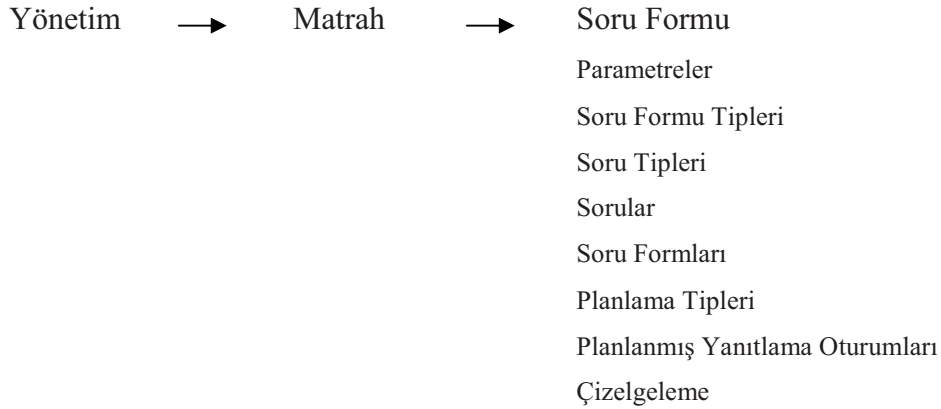 Yönetim Matrah Soru Formu
Parametreler
Soru Formu Tipleri
Soru Tipleri
Sorular
Soru Formları
Planlama Tipleri
Planlanmış Yanıtlama Oturumları
Çizelgeleme